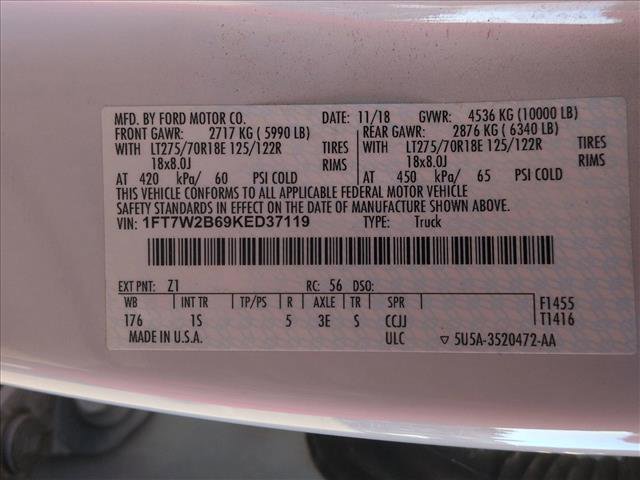 MFD. BY FORD MOTOR CO. 11/18 GVWR: 4536 KG (10000 LB)
FRONT GAWR: 2717 KG ( 5990 LB) REAR GAWR: 2876 KG ( 6340 LB)
WITH LT275/70R18E 125/122R TIRES WITH LT275/70R18E 125/122R TIRES
18x8.0J RIMS 18x8.0J RIMS
AT 420 kPa/ 60 PSI COLD AT 450 kPa/ 65 PSI COLD
THIS VEHICLE CONFORMS TO ALL APPLICABLE FEDERAL MOTOR VEHICLE
SAFETY STANDARDS IN EFFECT ON THE DATE OF MANUFACTURE SHOWN ABOVE.
VIN: 1FT7W2B69KED37119 TYPE: Truck
EXT PNT: Z1 RC: 56 DSO:
WB INT TR TP/PS R AXLE TR SPR F1455
176 1S 5 3E S CCJJ T1416
MADE IN U.S.A. ULC ▽ 5U5A-3520472-AA